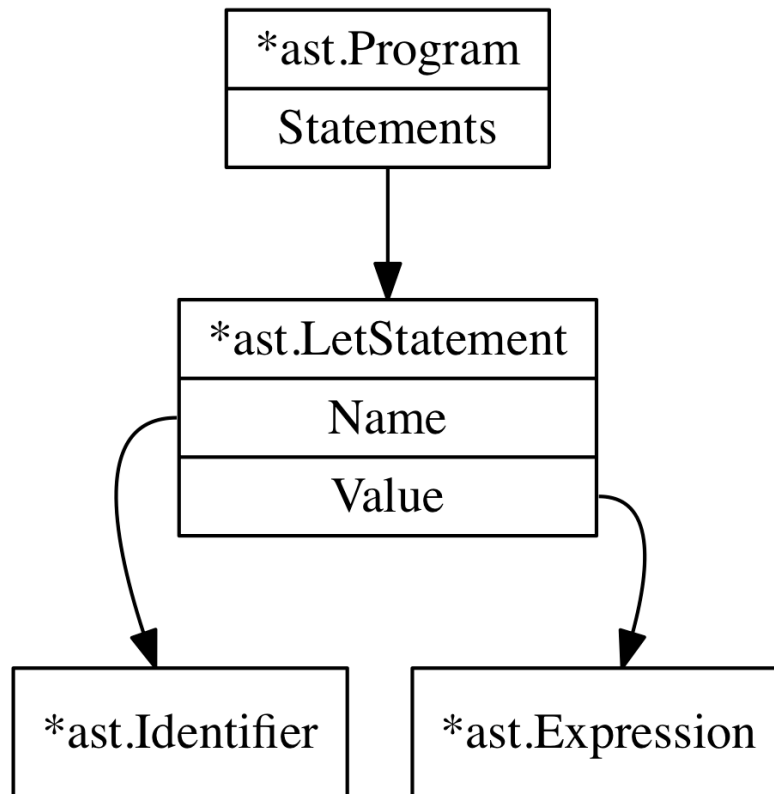 *ast.Program
Statements
*ast.LetStatement
Name
Value
*ast.Identifier
*ast.Expression